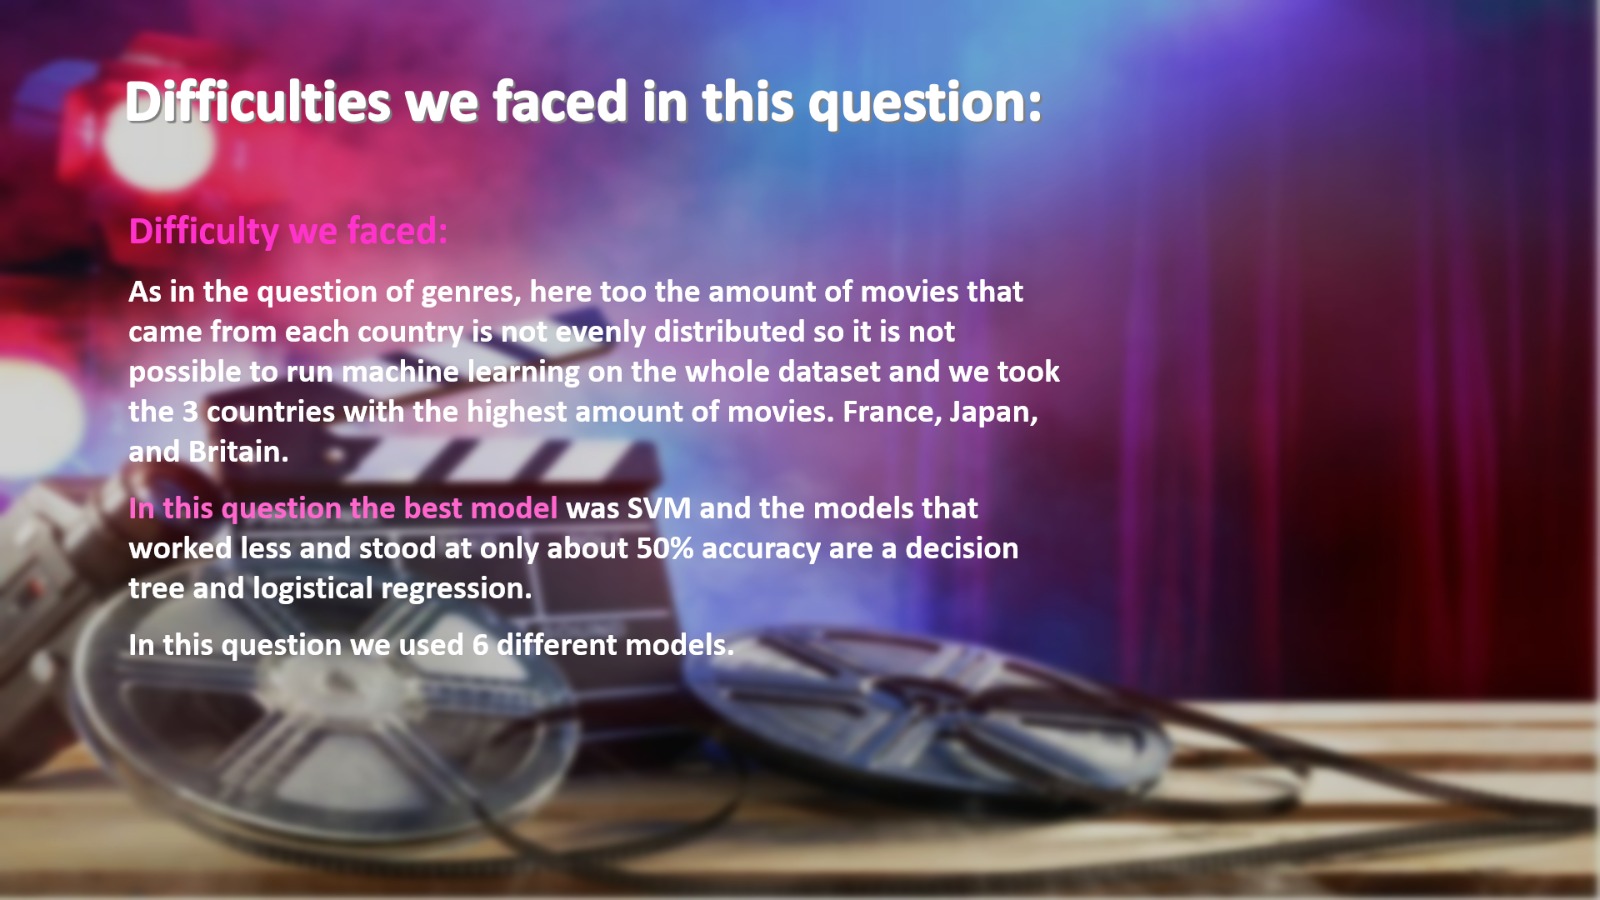 Difficulties we faced in this question:
Difficulty we faced:
As in the question of genres, here too the amount of movies that
came from each country is not evenly distributed so it is not
possible to run machine learning on the whole dataset and we took
the 3 countries with the highest amount of movies. France, Japan,
and Britain.
In this question the best model was SVM and the models that
worked less and stood at only about 50% accuracy are a decision
tree and logistical regression.
In this question we used 6 different models.